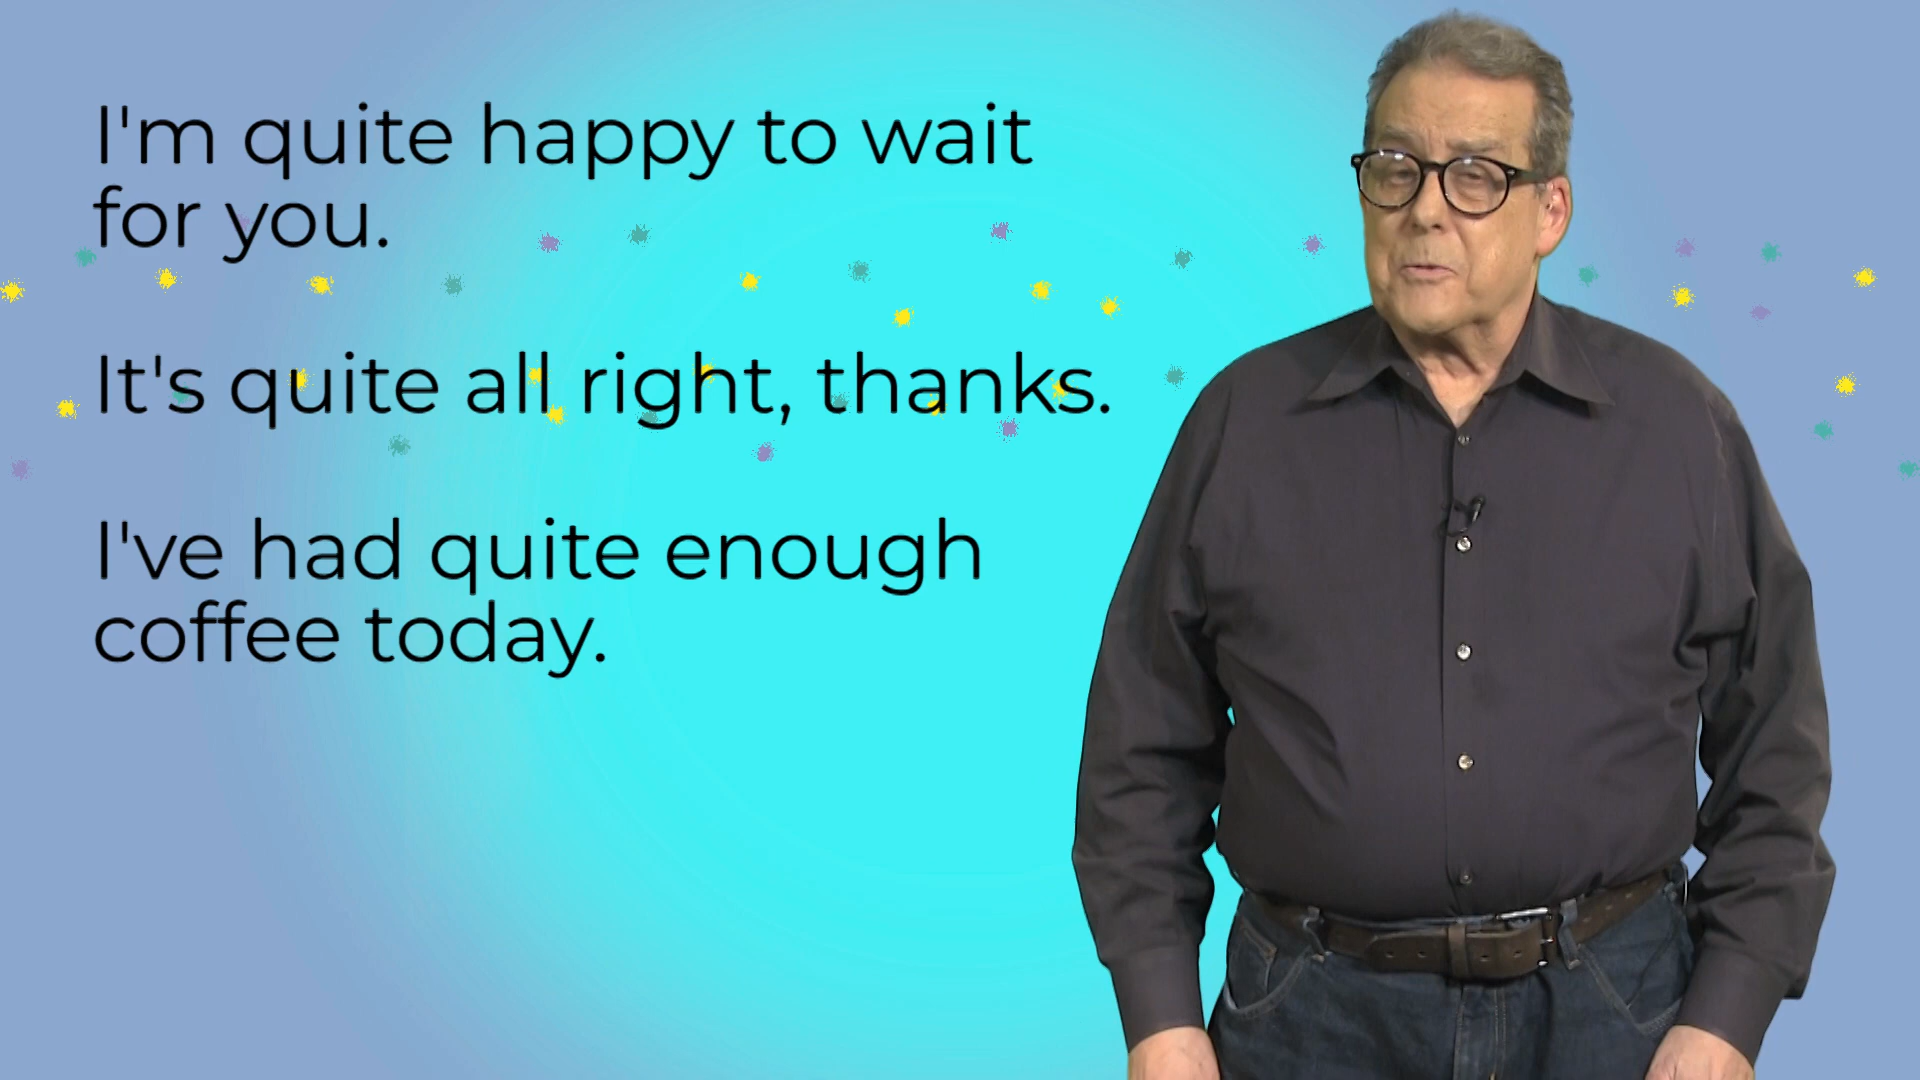 I'm quite happy to wait
for you.
It's quite all right, thanks.
I've had quite enough
coffee today.